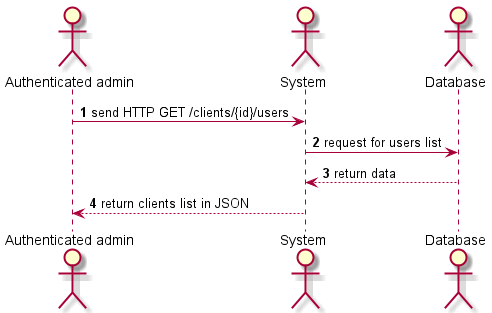 Authenticated admin System Database
1 send HTTP GET /clients/{id}/users
2 request for users list
3 return data
4 return clients list in JSON
Authenticated admin System Database